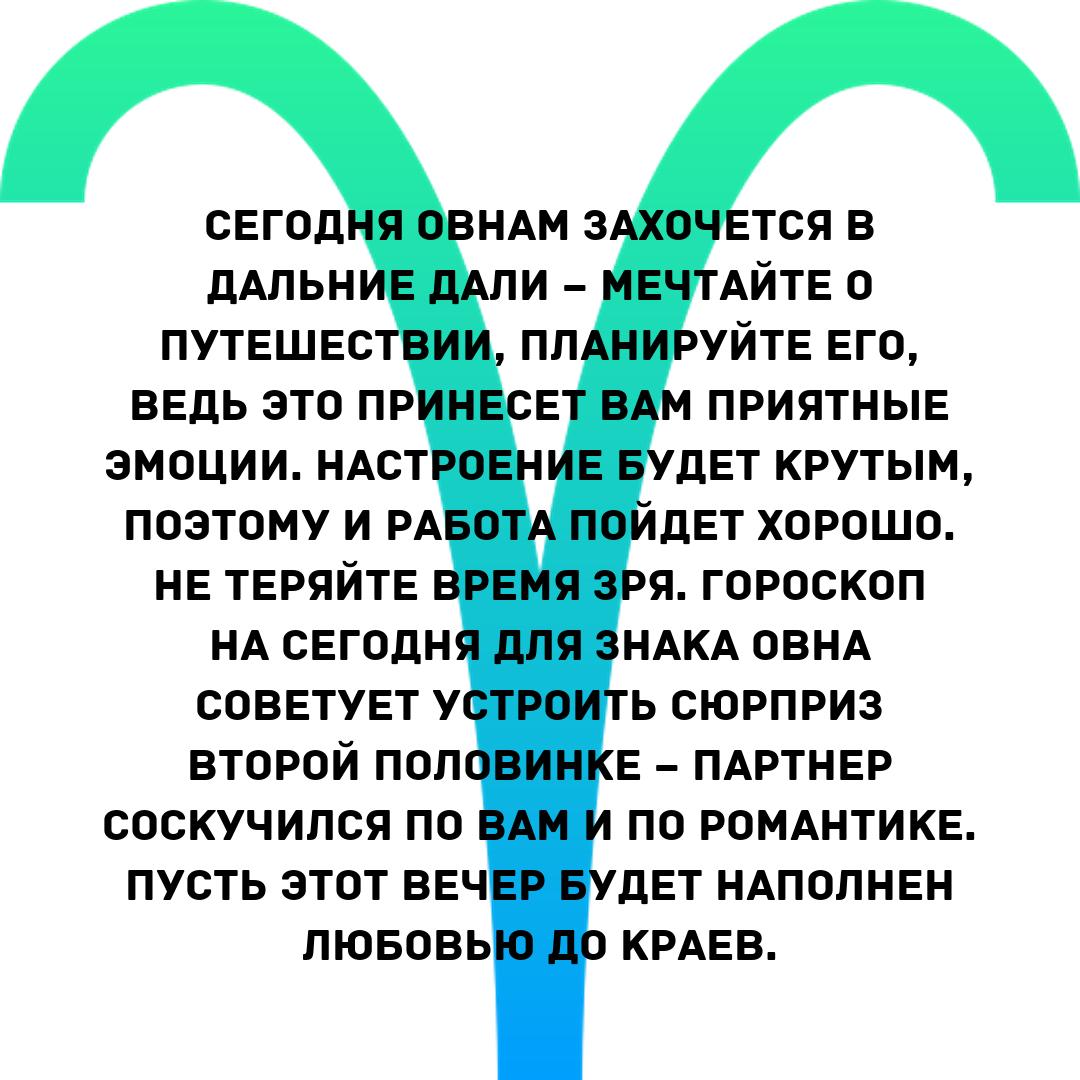 СЕГОДНЯ ОВНАМ ЗАХОЧЕТСЯ В
ДАЛЬНИЕ ДАЛИ – МЕЧТАЙТЕ О
ПУТЕШЕСТВИИ, ПЛАНИРУЙТЕ ЕГО,
ВЕДЬ ЭТО ПРИНЕСЕТ ВАМ ПРИЯТНЫЕ
ЭМОЦИИ. НАСТРОЕНИЕ БУДЕТ КРУТЫМ,
ПОЭТОМУ И РАБОТА ПОЙДЕТ ХОРОШО.
НЕ ТЕРЯЙТЕ ВРЕМЯ ЗРЯ. ГОРОСКОП
НА СЕГОДНЯ ДЛЯ ЗНАКА ОВНА
СОВЕТУЕТ УСТРОИТЬ СЮРПРИЗ
ВТОРОЙ ПОЛОВИНКЕ – ПАРТНЕР
СОСКУЧИЛСЯ ПО ВАМ И ПО РОМАНТИКЕ.
ПУСТЬ ЭТОТ ВЕЧЕР БУДЕТ НАПОЛНЕН
ЛЮБОВЬЮ ДО КРАЕВ.